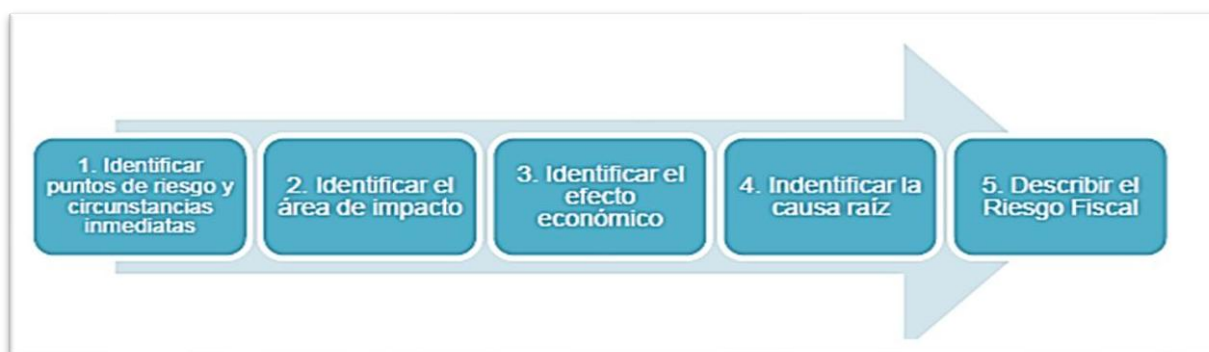 1. Identificar
puntos de riesgo y
circunstancias
inmediatas
2. Identificar el
área de impacto
3. Identificar el
efecto
económico
4. Indentificar la
causa raíz
5. Describir el
Riesgo Fiscal